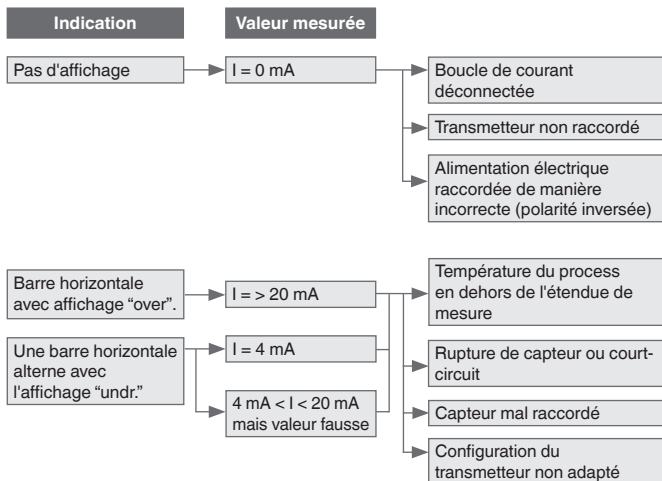 Indication
Valeur mesurée
Pas d'affichage
I = 0 mA
Boucle de courant
déconnectée
Transmetteur non raccordé
Alimentation électrique
raccordée de manière
incorrecte (polarité inversée)
Barre horizontale
avec affichage “over”.
I = > 20 mA
Température du process
en dehors de l'étendue de
mesure
Une barre horizontale
alterne avec
l'affichage “undr.”
I = 4 mA
4 mA < I < 20 mA
mais valeur fausse
Rupture de capteur ou court-
circuit
Capteur mal raccordé
Configuration du
transmetteur non adapté